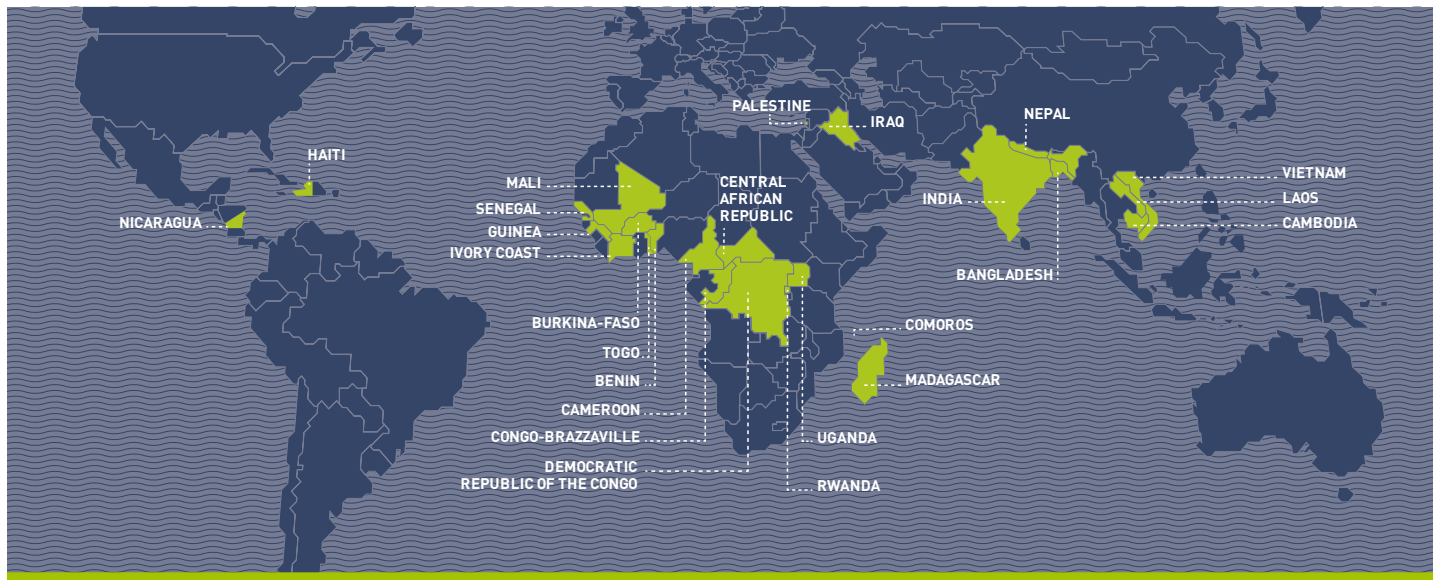 PALESTINE
IRAQ
NEPAL
HAITI
MALI
CENTRAL
AFRICAN
REPUBLIC
VIETNAM
SENEGAL
INDIA
LAOS
NICARAGUA
GUINEA
CAMBODIA
IVORY COAST
BANGLADESH
BURKINA-FASO
COMOROS
TOGO
BENIN
MADAGASCAR
CAMEROON
CONGO-BRAZZAVILLE
UGANDA
DEMOCRATIC
REPUBLIC OF THE CONGO
RWANDA